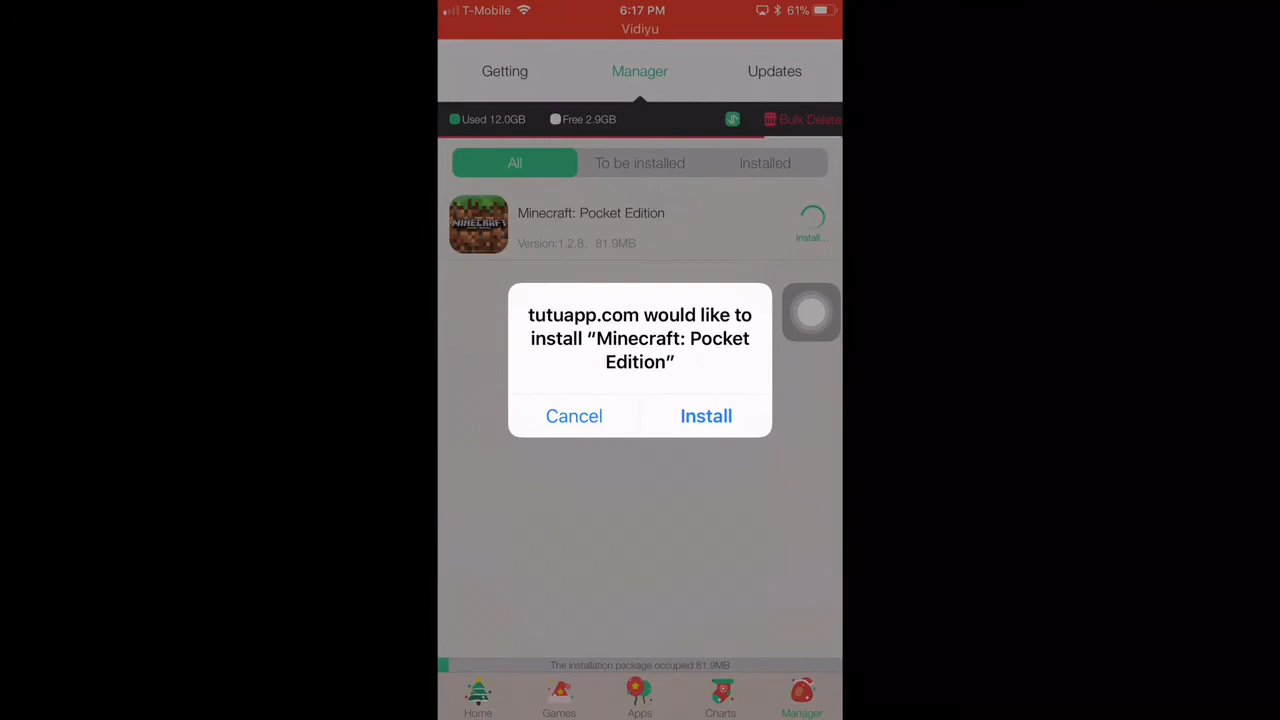 T-Mobile 6:17 PM 61%
Vidiyu
Getting Manager Updates
Used 12.0GB Free 2.9GB Bulk Delete
All To be installed Installed
MINECRAFT
Minecraft: Pocket Edition
Install...
Version:1.2.8, 81.9MB
tutuapp.com would like to
install “Minecraft: Pocket
Edition”
Cancel Install
The installation package occupied 81.9MB
Home Games Apps Charts Manager